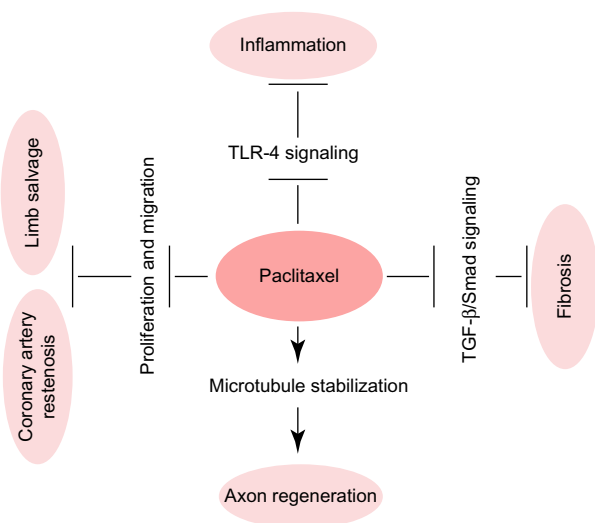 Inflammation
TLR-4 signaling
Limb salvage
Coronary artery
restenosis
Proliferation and migration
Paclitaxel
TGF-β/Smad signaling
Fibrosis
Microtubule stabilization
Axon regeneration